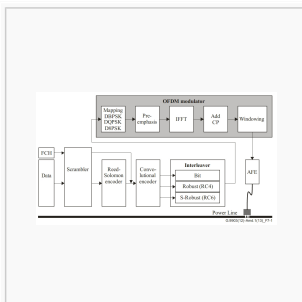 OFDM modulator
Mapping
DBPSK
DQPSK
D8PSK
Pre-
emphasis
IFFT
Add
CP
Windowing
FCH
Data
Scrambler
Reed-
Solomon
encoder
Conv-
lutional
encoder
Interleaver
Bit
Robust (RC4)
S-Robust (RC6)
AFE
Power Line